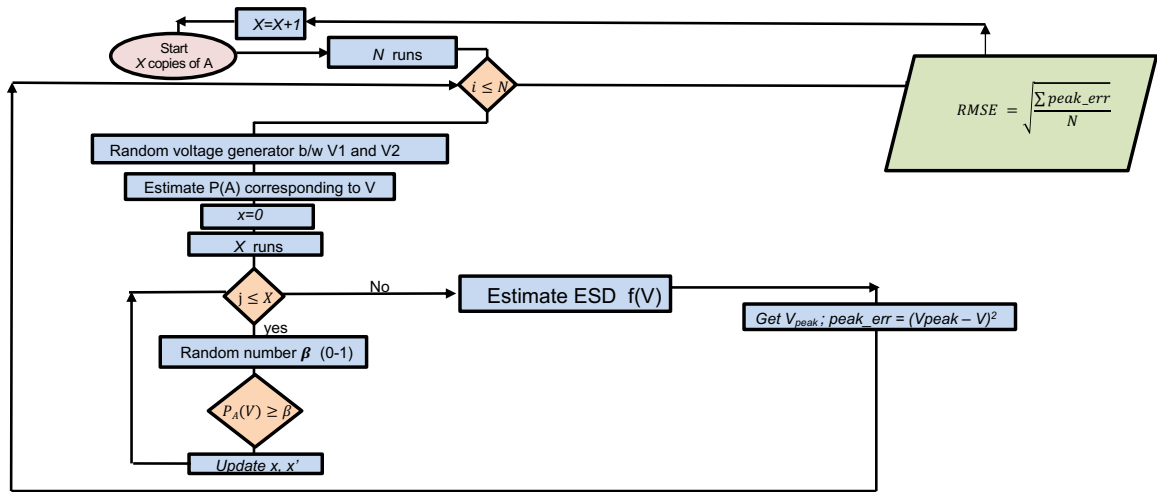 X=X+1
Start
X copies of A
N runs
i ≤ N
RMSE = √(∑ peak_err / N)
Random voltage generator b/w V1 and V2
Estimate P(A) corresponding to V
x=0
X runs
j ≤ X
No
Estimate ESD f(V)
Get Vpeak ; peak_err = (Vpeak – V)²
yes
Random number β (0-1)
P_A(V) ≥ β
Update x, x'